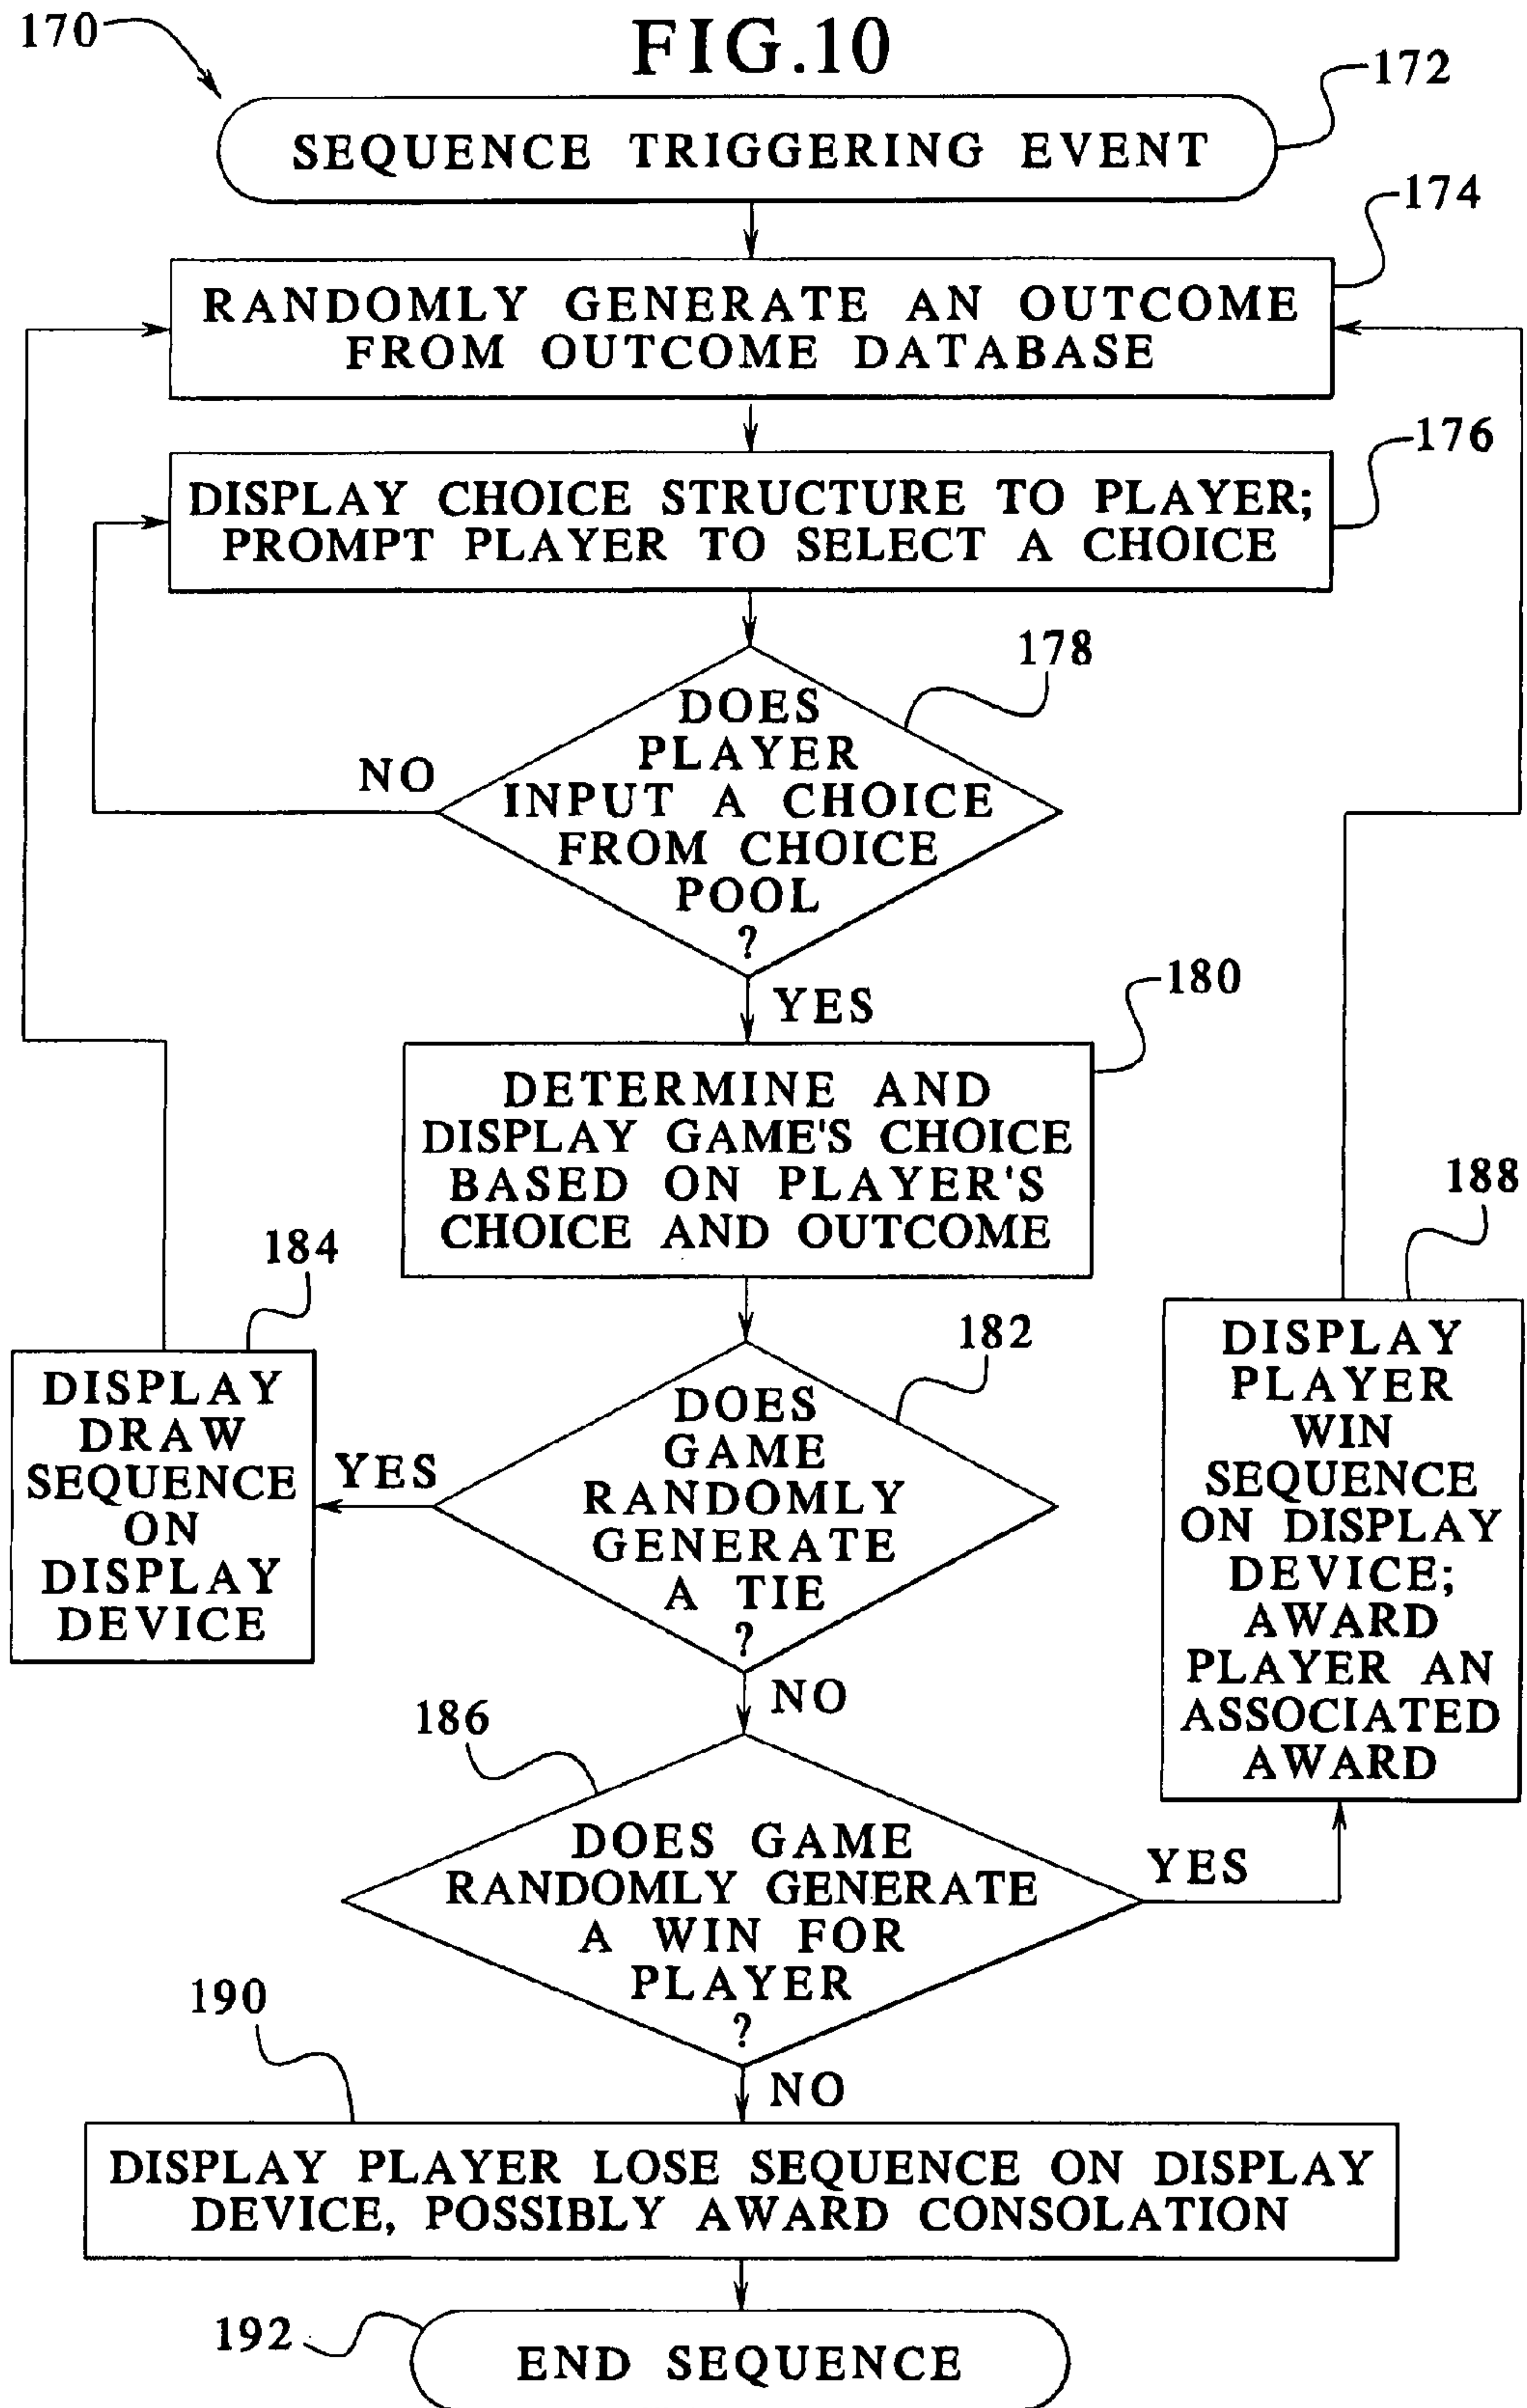 170
FIG.10
172
SEQUENCE TRIGGERING EVENT
174
RANDOMLY GENERATE AN OUTCOME
FROM OUTCOME DATABASE
176
DISPLAY CHOICE STRUCTURE TO PLAYER;
PROMPT PLAYER TO SELECT A CHOICE
178
DOES
PLAYER
INPUT A CHOICE
FROM CHOICE
POOL
?
NO
YES
180
DETERMINE AND
DISPLAY GAME'S CHOICE
BASED ON PLAYER'S
CHOICE AND OUTCOME
182
DOES
GAME
RANDOMLY
GENERATE
A TIE
?
YES
184
DISPLAY
DRAW
SEQUENCE
ON
DISPLAY
DEVICE
NO
186
DOES GAME
RANDOMLY GENERATE
A WIN FOR
PLAYER
?
YES
188
DISPLAY
PLAYER
WIN
SEQUENCE
ON DISPLAY
DEVICE;
AWARD
PLAYER AN
ASSOCIATED
AWARD
NO
190
DISPLAY PLAYER LOSE SEQUENCE ON DISPLAY
DEVICE, POSSIBLY AWARD CONSOLATION
192
END SEQUENCE